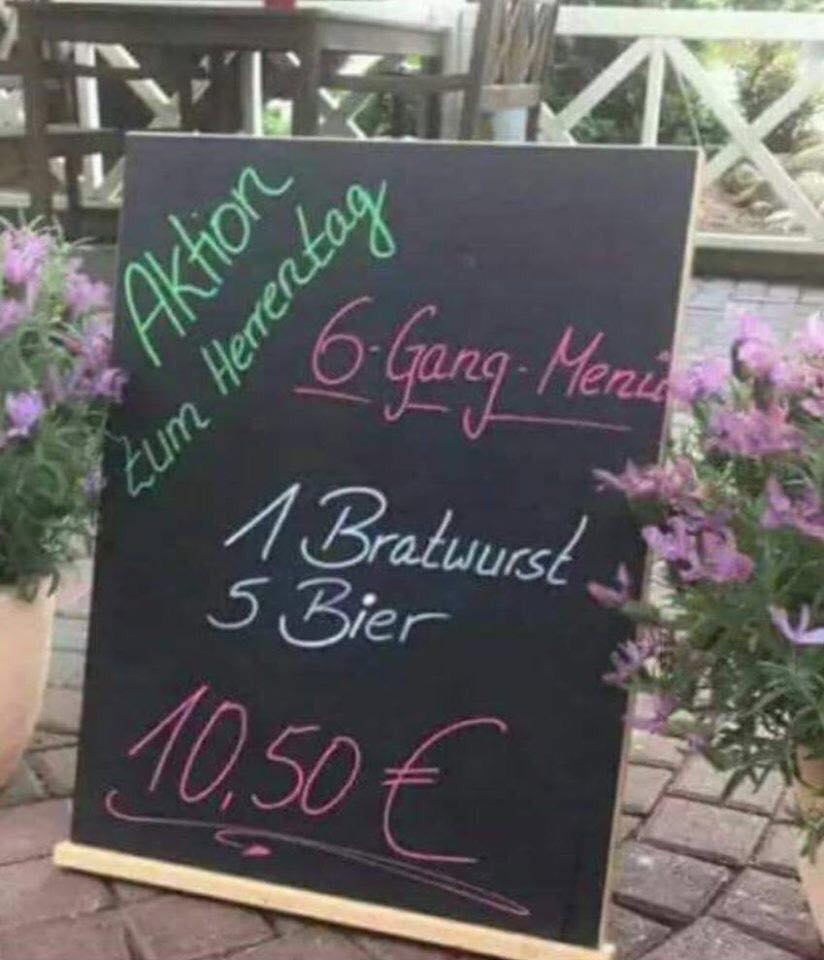 Aktion
zum Herrentag
6-Gang-Menü
1 Bratwurst
5 Bier
10,50 €